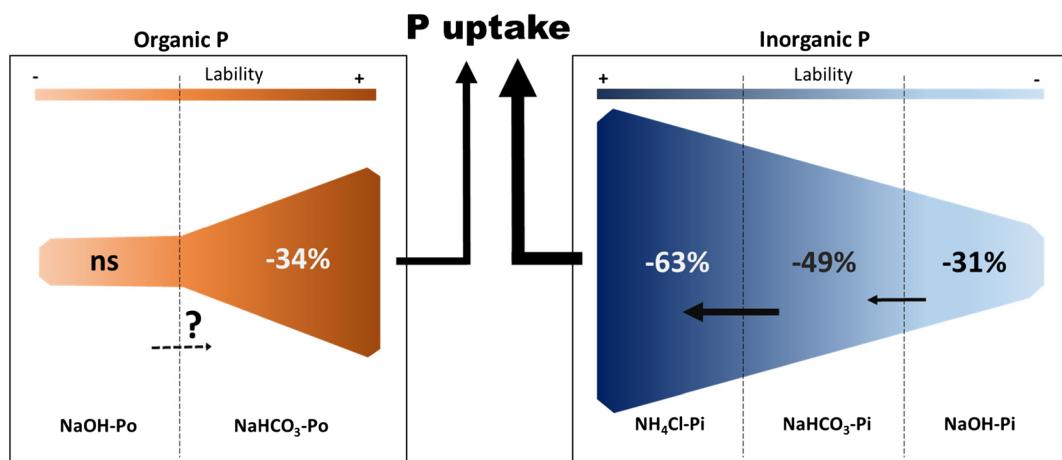 P uptake
Organic P
- Lability +
ns
-34%
?
NaOH-Po
NaHCO₃-Po
Inorganic P
+ Lability -
-63%
-49%
-31%
NH₄Cl-Pi
NaHCO₃-Pi
NaOH-Pi